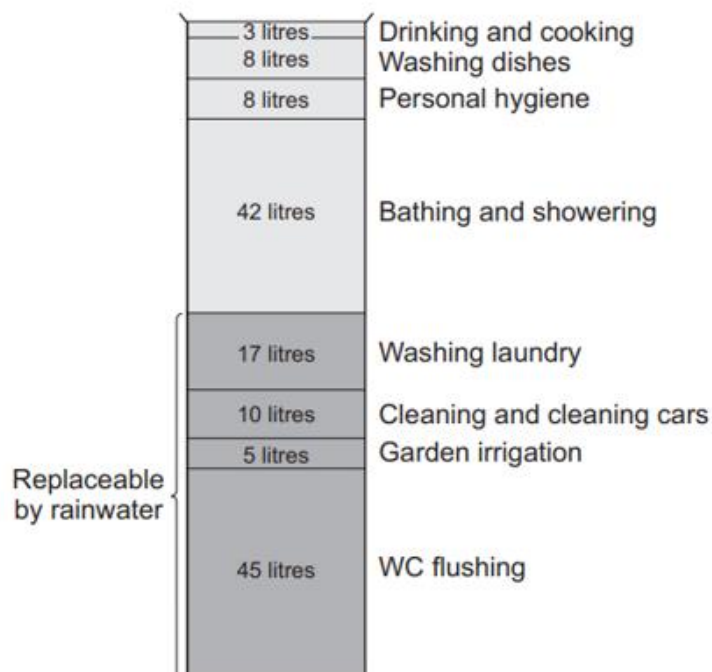 3 litres Drinking and cooking
8 litres Washing dishes
8 litres Personal hygiene
42 litres Bathing and showering
17 litres Washing laundry
10 litres Cleaning and cleaning cars
5 litres Garden irrigation
Replaceable
by rainwater
45 litres WC flushing